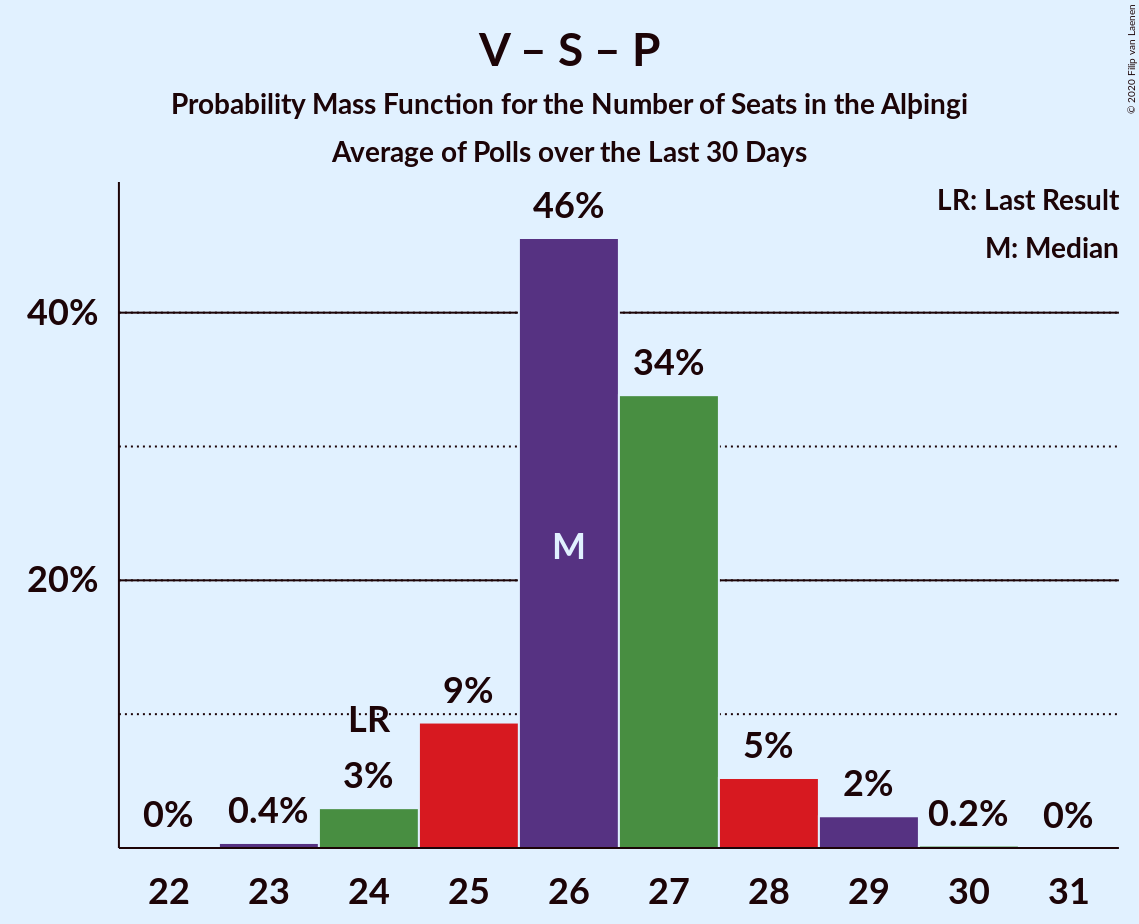 V – S – P
Probability Mass Function for the Number of Seats in the Alþingi
Average of Polls over the Last 30 Days
© 2020 Filip van Laenen
LR: Last Result
M: Median
40%
20%
0%
0.4%
LR
3%
9%
46%
M
34%
5%
2%
0.2%
0%
22 23 24 25 26 27 28 29 30 31